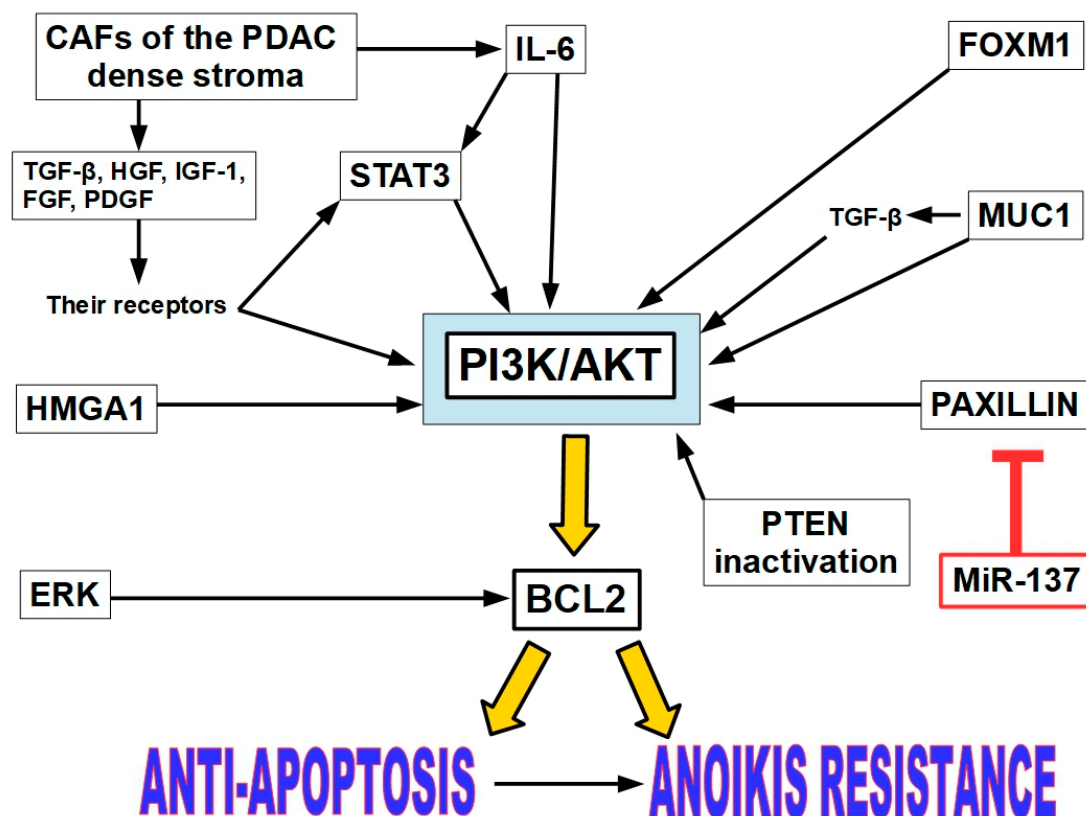 CAFs of the PDAC
dense stroma
IL-6
FOXM1
TGF-β, HGF, IGF-1,
FGF, PDGF
STAT3
TGF-β
MUC1
Their receptors
PI3K/AKT
HMGA1
PAXILLIN
PTEN
inactivation
MiR-137
ERK
BCL2
ANTI-APOPTOSIS
ANOIKIS RESISTANCE